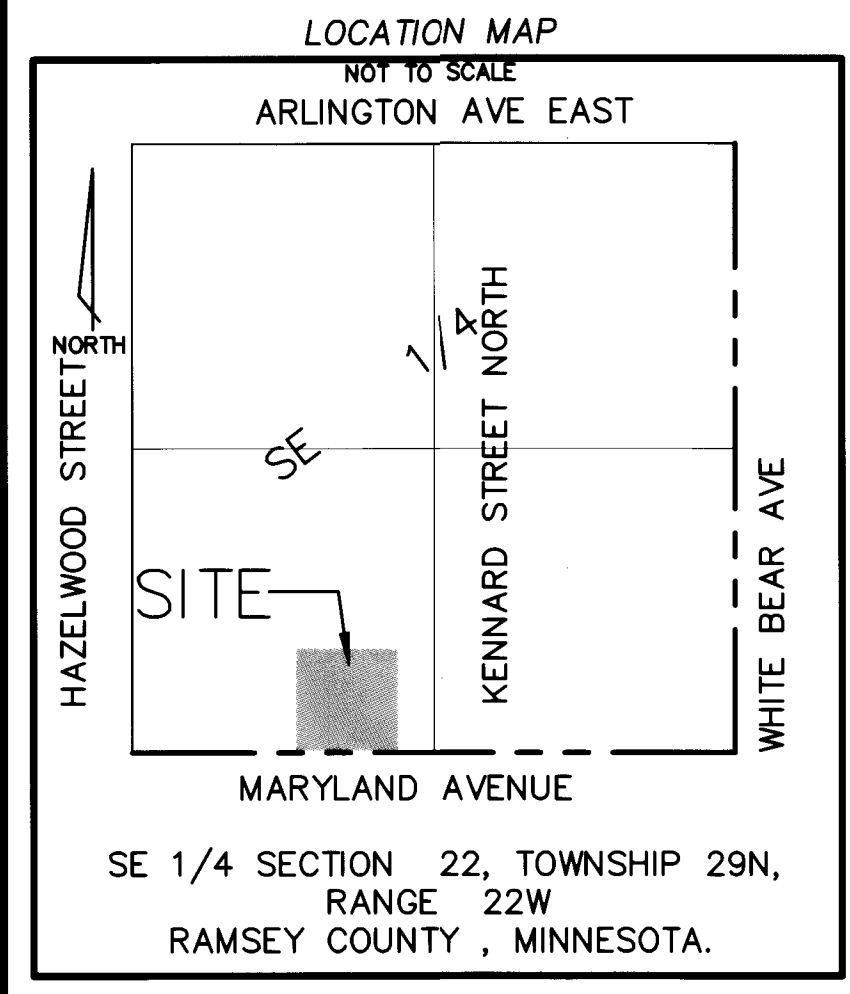 LOCATION MAP
NOT TO SCALE
ARLINGTON AVE EAST
NORTH
HAZELWOOD STREET
SE 1/4
KENNARD STREET NORTH
WHITE BEAR AVE
SITE
MARYLAND AVENUE
SE 1/4 SECTION 22, TOWNSHIP 29N,
RANGE 22W
RAMSEY COUNTY , MINNESOTA.